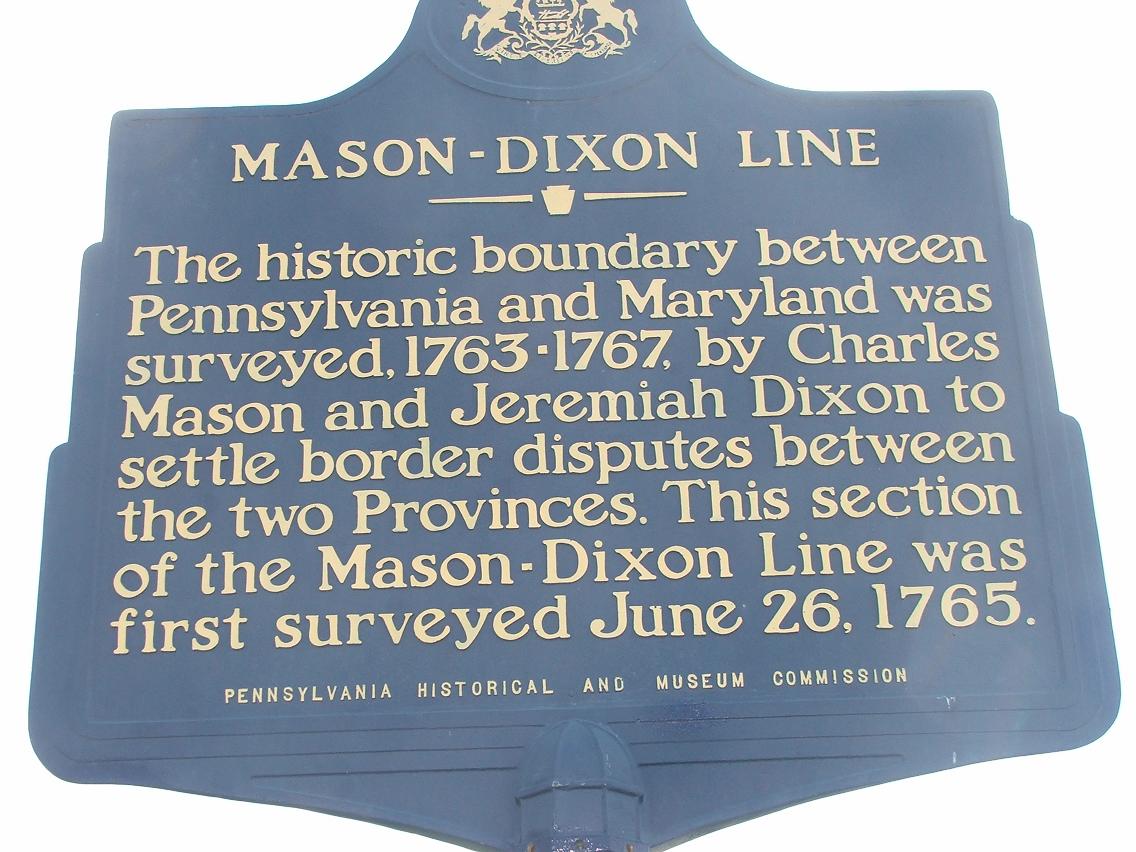 MASON-DIXON LINE
The historic boundary between
Pennsylvania and Maryland was
surveyed, 1763-1767, by Charles
Mason and Jeremiah Dixon to
settle border disputes between
the two Provinces. This section
of the Mason-Dixon Line was
first surveyed June 26, 1765.
PENNSYLVANIA HISTORICAL AND MUSEUM COMMISSION